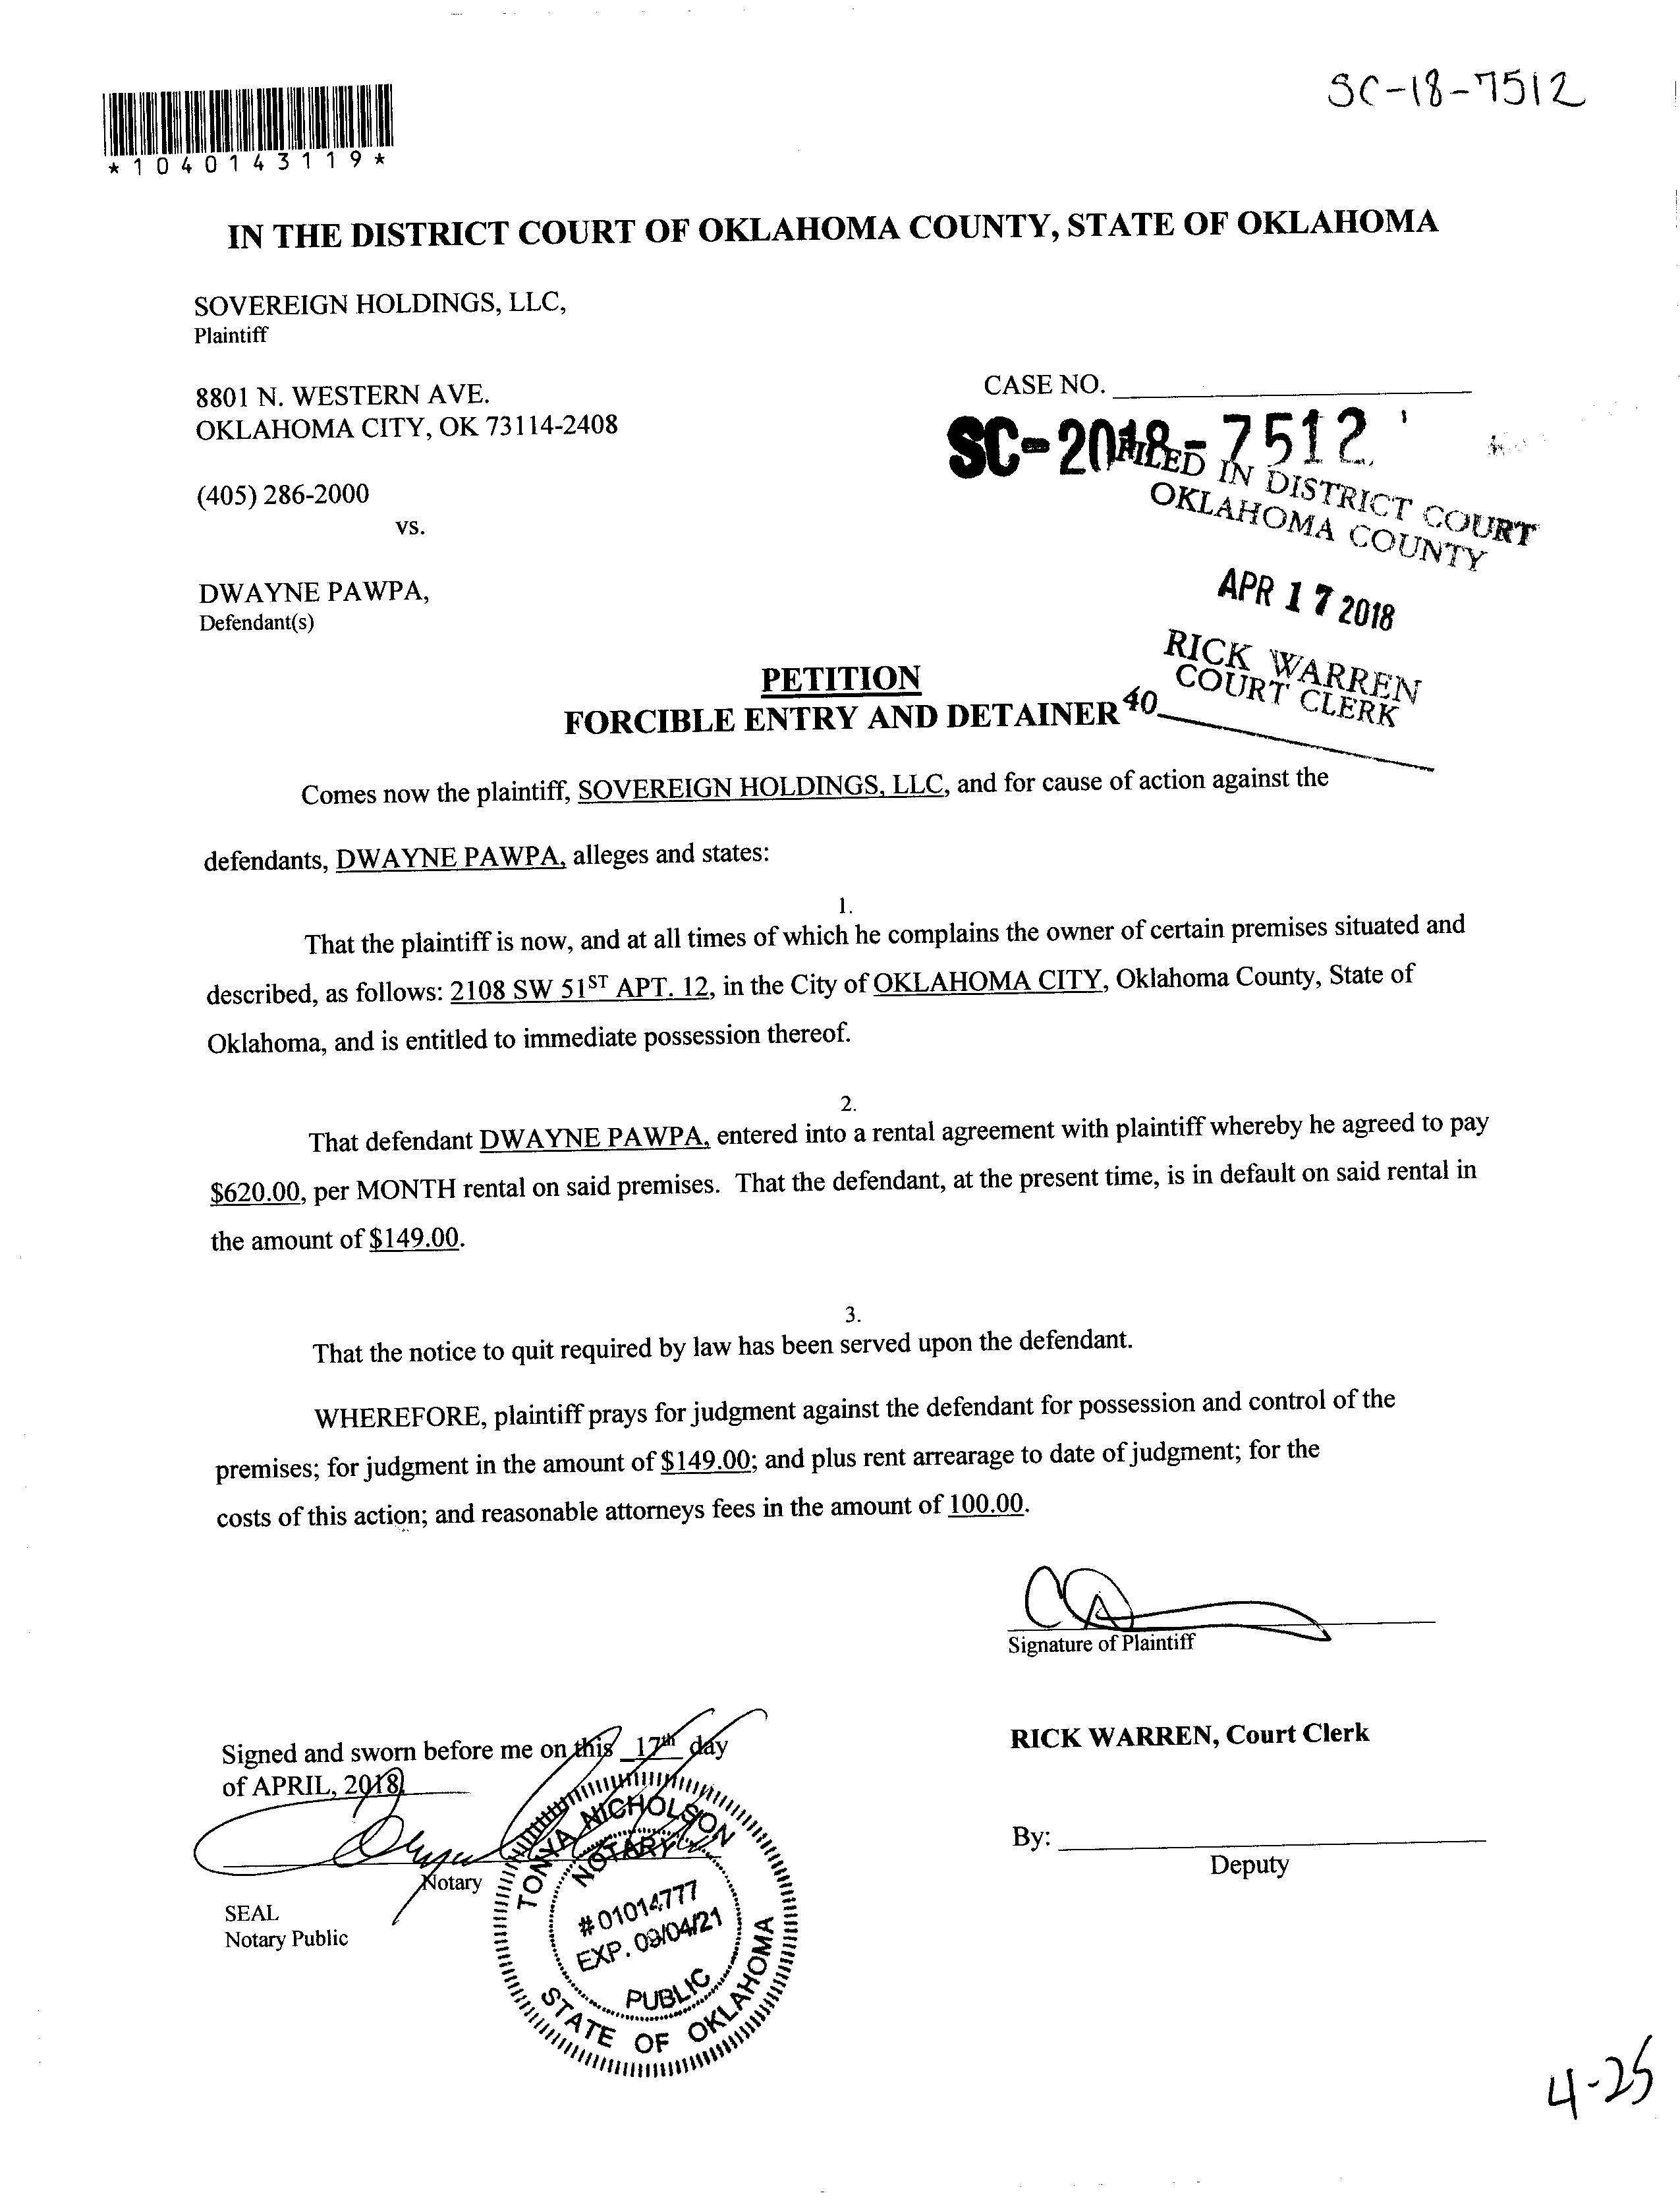 SC-18-7512
*1040143119*
IN THE DISTRICT COURT OF OKLAHOMA COUNTY, STATE OF OKLAHOMA
SOVEREIGN HOLDINGS, LLC,
Plaintiff
8801 N. WESTERN AVE.
OKLAHOMA CITY, OK 73114-2408
CASE NO.
SC-2018-7512
FILED IN DISTRICT COURT
OKLAHOMA COUNTY
(405) 286-2000
vs.
APR 17 2018
DWAYNE PAWPA,
Defendant(s)
RICK WARREN
COURT CLERK
40
PETITION
FORCIBLE ENTRY AND DETAINER
Comes now the plaintiff, SOVEREIGN HOLDINGS, LLC, and for cause of action against the
defendants, DWAYNE PAWPA, alleges and states:
1.
That the plaintiff is now, and at all times of which he complains the owner of certain premises situated and
described, as follows: 2108 SW 51ST APT. 12, in the City of OKLAHOMA CITY, Oklahoma County, State of
Oklahoma, and is entitled to immediate possession thereof.
2.
That defendant DWAYNE PAWPA, entered into a rental agreement with plaintiff whereby he agreed to pay
$620.00, per MONTH rental on said premises. That the defendant, at the present time, is in default on said rental in
the amount of $149.00.
3.
That the notice to quit required by law has been served upon the defendant.
WHEREFORE, plaintiff prays for judgment against the defendant for possession and control of the
premises; for judgment in the amount of $149.00; and plus rent arrearage to date of judgment; for the
costs of this action; and reasonable attorneys fees in the amount of 100.00.
Signature of Plaintiff
Signed and sworn before me on this 17th day
of APRIL, 2018.
RICK WARREN, Court Clerk
Notary
By:
Deputy
SEAL
Notary Public
TONYA NICHOLSON
NOTARY
#01014777
EXP. 09/04/21
PUBLIC
STATE OF OKLAHOMA
4-25